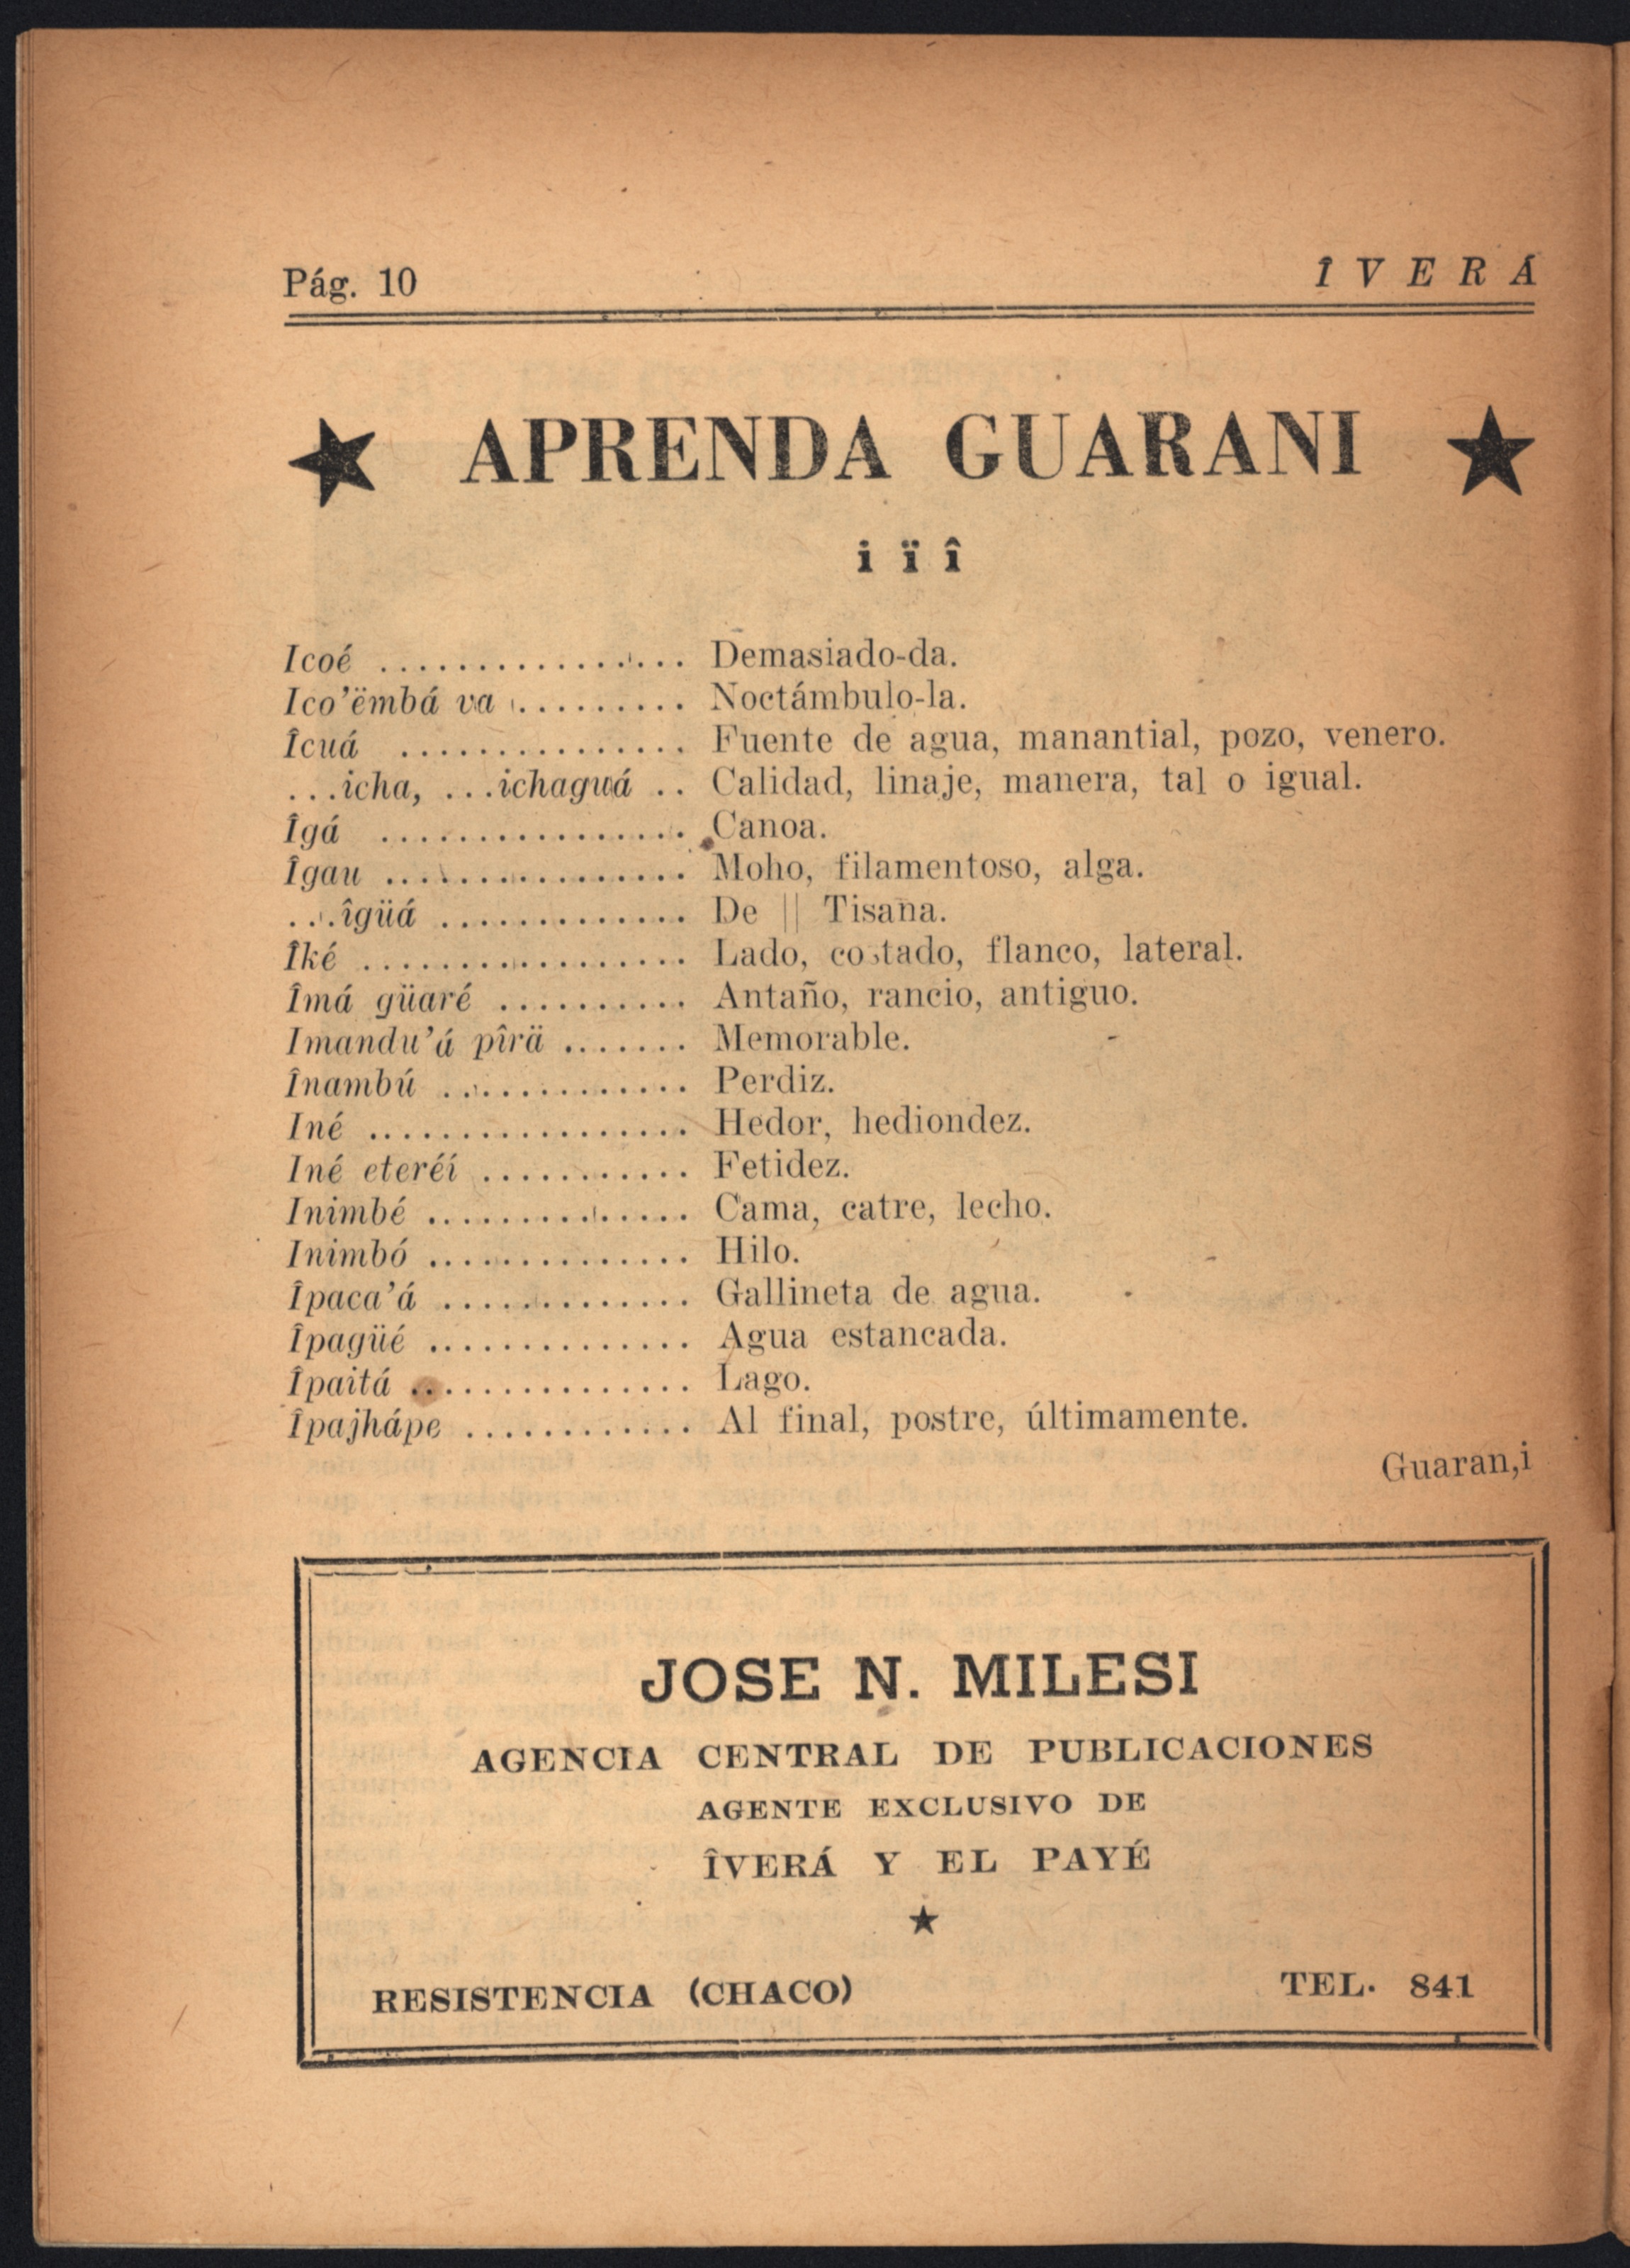 Pág. 10
Î V E R Á
★ APRENDA GUARANI ★
i ï î
Icoé ................ Demasiado-da.
Ico'ëmbá va .......... Noctámbulo-la.
Îcuá ............... Fuente de agua, manantial, pozo, venero.
...icha, ...ichaguá .. Calidad, linaje, manera, tal o igual.
Îgá ................ Canoa.
Îgau ................ Moho, filamentoso, alga.
...îgüá ............. De || Tisana.
Îké ................. Lado, costado, flanco, lateral.
Îmá güaré .......... Antaño, rancio, antiguo.
Imandu'á pîrä ....... Memorable.
Înambú ............. Perdiz.
Iné ................. Hedor, hediondez.
Iné eteréí ........... Fetidez.
Inimbé .............. Cama, catre, lecho.
Inimbó .............. Hilo.
Îpaca'á ............. Gallineta de agua.
Îpagüé .............. Agua estancada.
Îpaitá ............... Lago.
Îpajhápe ............ Al final, postre, últimamente.
Guaran,i
JOSE N. MILESI
AGENCIA CENTRAL DE PUBLICACIONES
AGENTE EXCLUSIVO DE
ÎVERÁ Y EL PAYÉ
★
RESISTENCIA (CHACO) TEL. 841